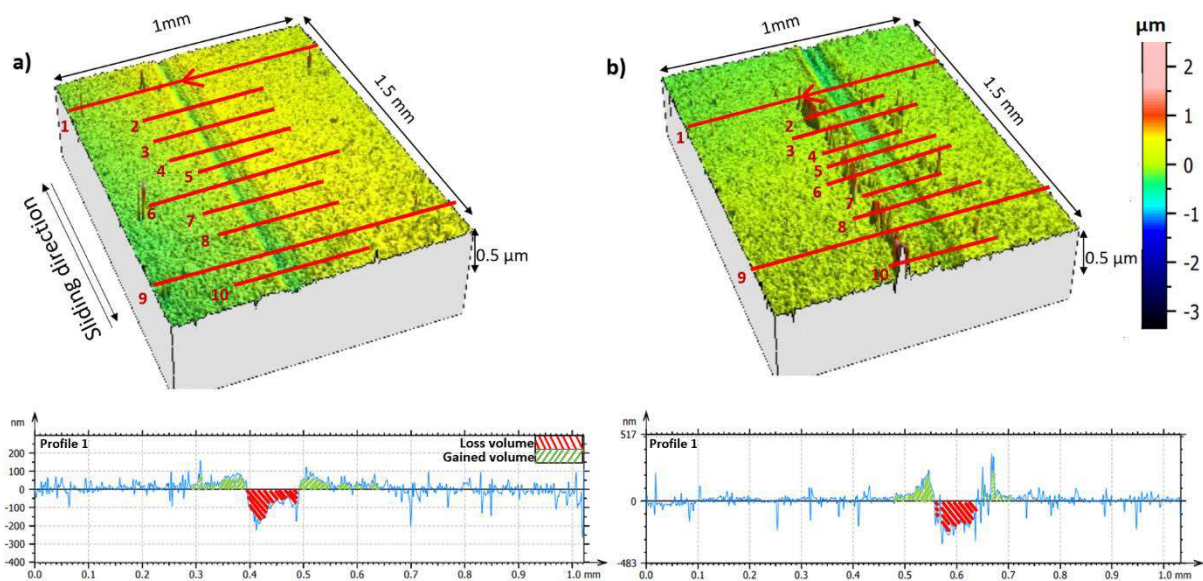 a)
1mm
1.5 mm
1
2
3
4
5
6
7
8
9
10
Sliding direction
0.5 µm
b)
1mm
1.5 mm
1
2
3
4
5
6
7
8
9
10
0.5 µm
µm
2
1
0
-1
-2
-3
nm
Profile 1
Loss volume
Gained volume
200
100
0
-100
-200
-300
-400
0.0 0.1 0.2 0.3 0.4 0.5 0.6 0.7 0.8 0.9 1.0 mm
nm
517
Profile 1
0
-483
0.0 0.1 0.2 0.3 0.4 0.5 0.6 0.7 0.8 0.9 1.0 mm